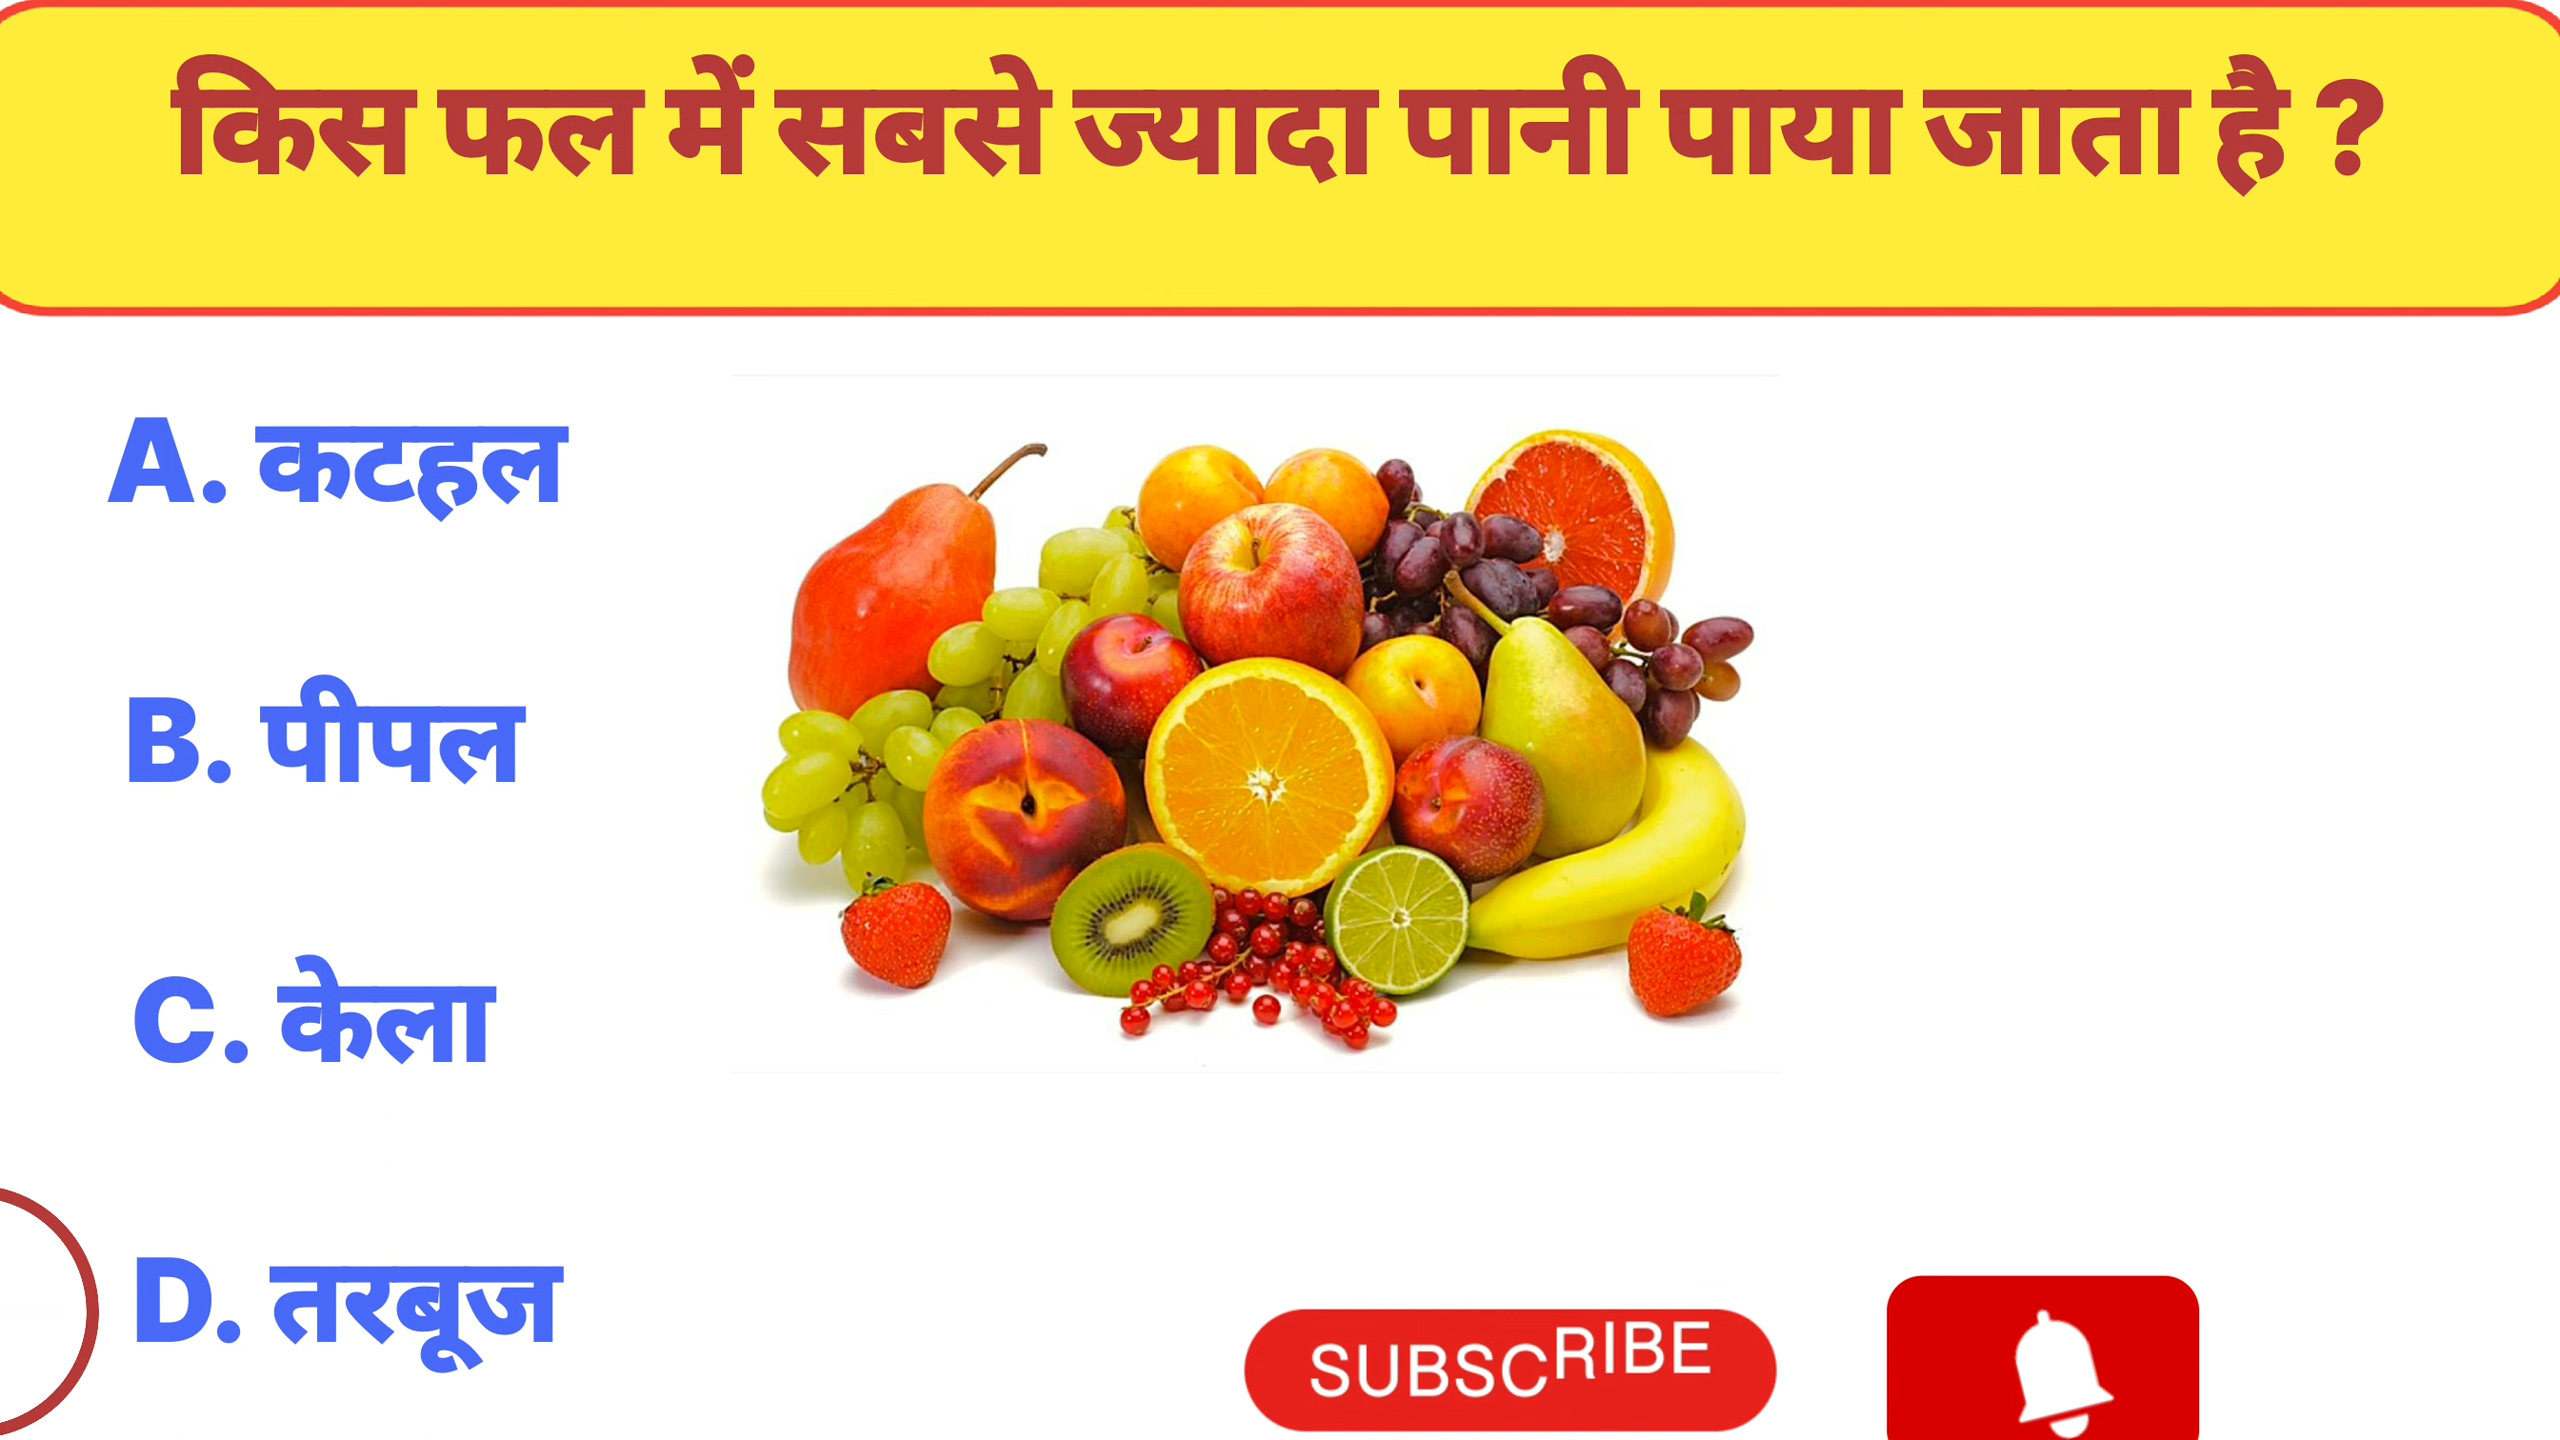 किस फल में सबसे ज्यादा पानी पाया जाता है ?
A. कटहल
B. पीपल
C. केला
D. तरबूज
SUBSCRIBE